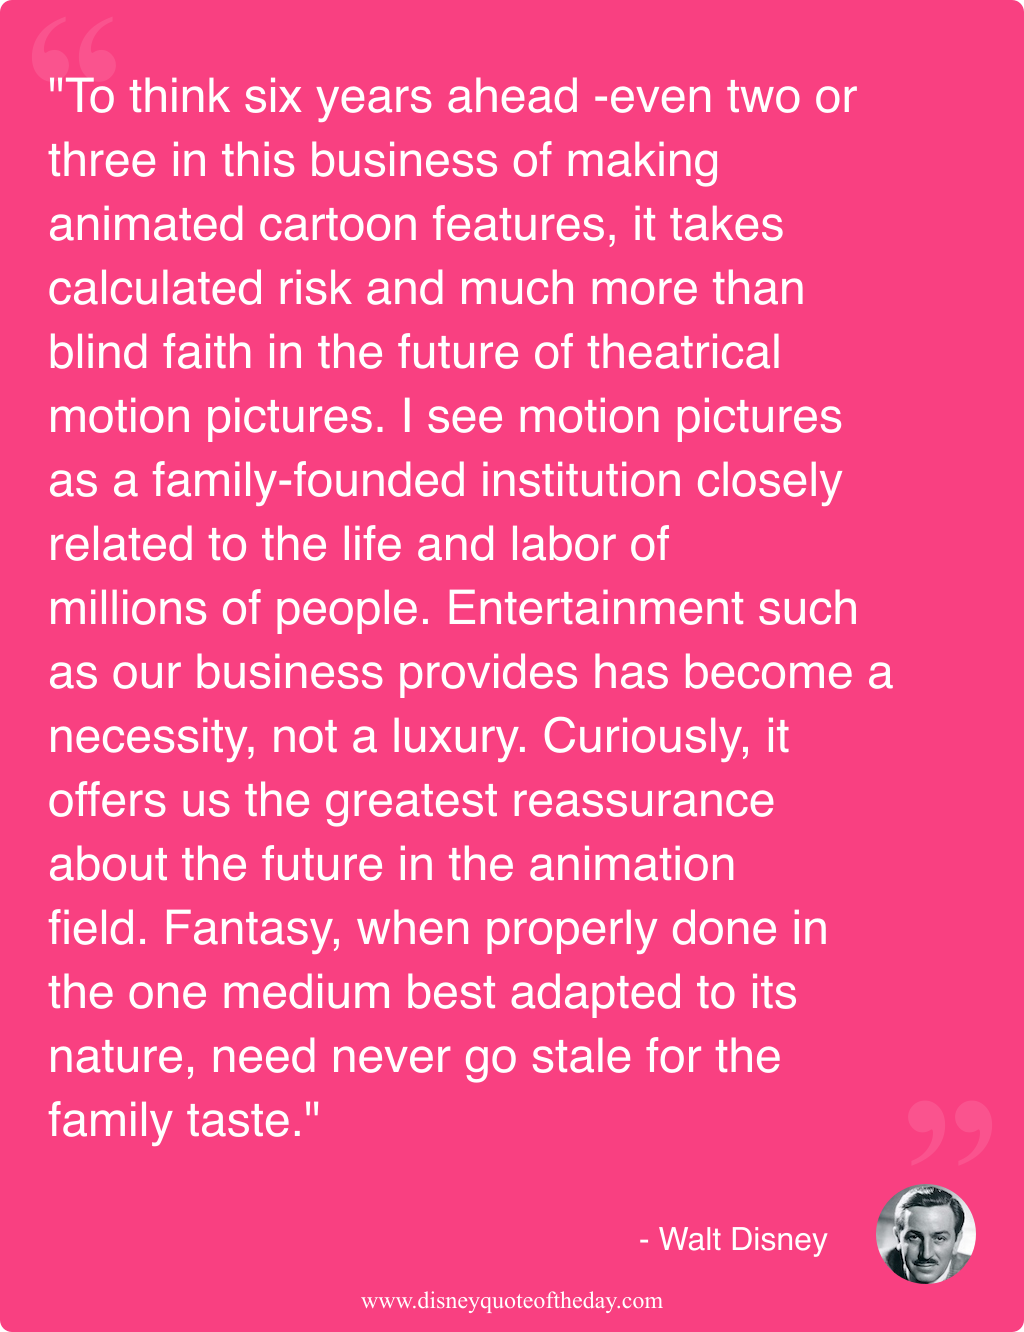 "To think six years ahead -even two or
three in this business of making
animated cartoon features, it takes
calculated risk and much more than
blind faith in the future of theatrical
motion pictures. I see motion pictures
as a family-founded institution closely
related to the life and labor of
millions of people. Entertainment such
as our business provides has become a
necessity, not a luxury. Curiously, it
offers us the greatest reassurance
about the future in the animation
field. Fantasy, when properly done in
the one medium best adapted to its
nature, need never go stale for the
family taste."
- Walt Disney
www.disneyquoteoftheday.com